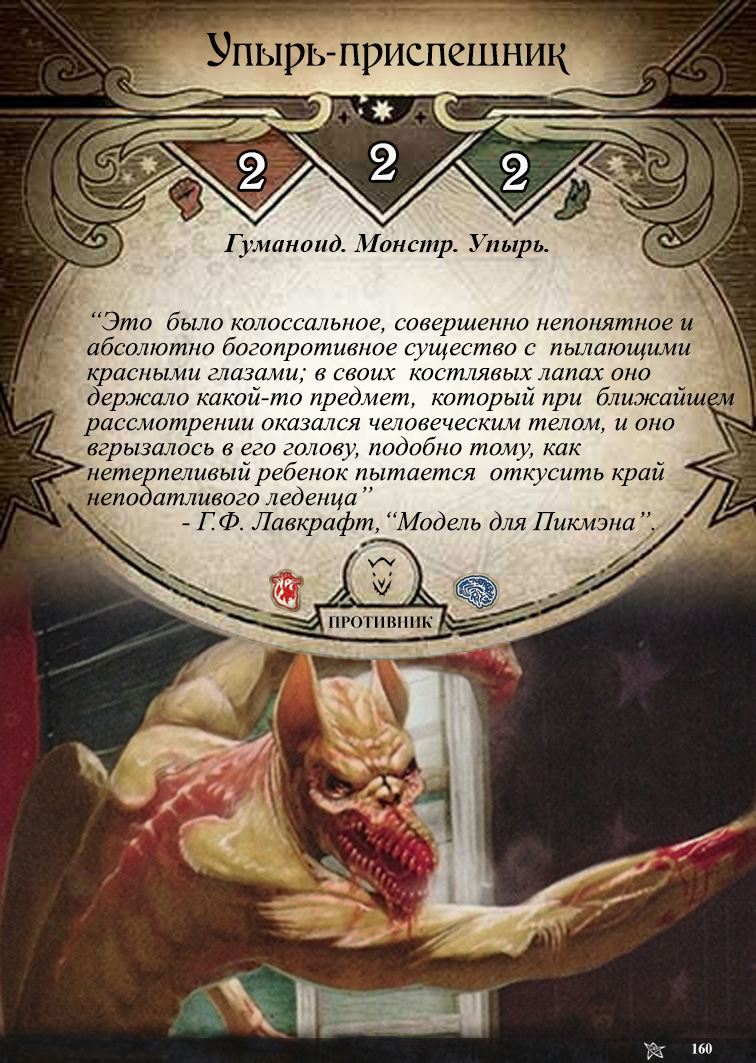 Упырь-приспешник
2 2 2
Гуманоид. Монстр. Упырь.
“Это было колоссальное, совершенно непонятное и
абсолютно богопротивное существо с пылающими
красными глазами; в своих костлявых лапах оно
держало какой-то предмет, который при ближайшем
рассмотрении оказался человеческим телом, и оно
вгрызалось в его голову, подобно тому, как
нетерпеливый ребенок пытается откусить край
неподатливого леденца”
- Г.Ф. Лавкрафт,“Модель для Пикмэна”.
ПРОТИВНИК
160